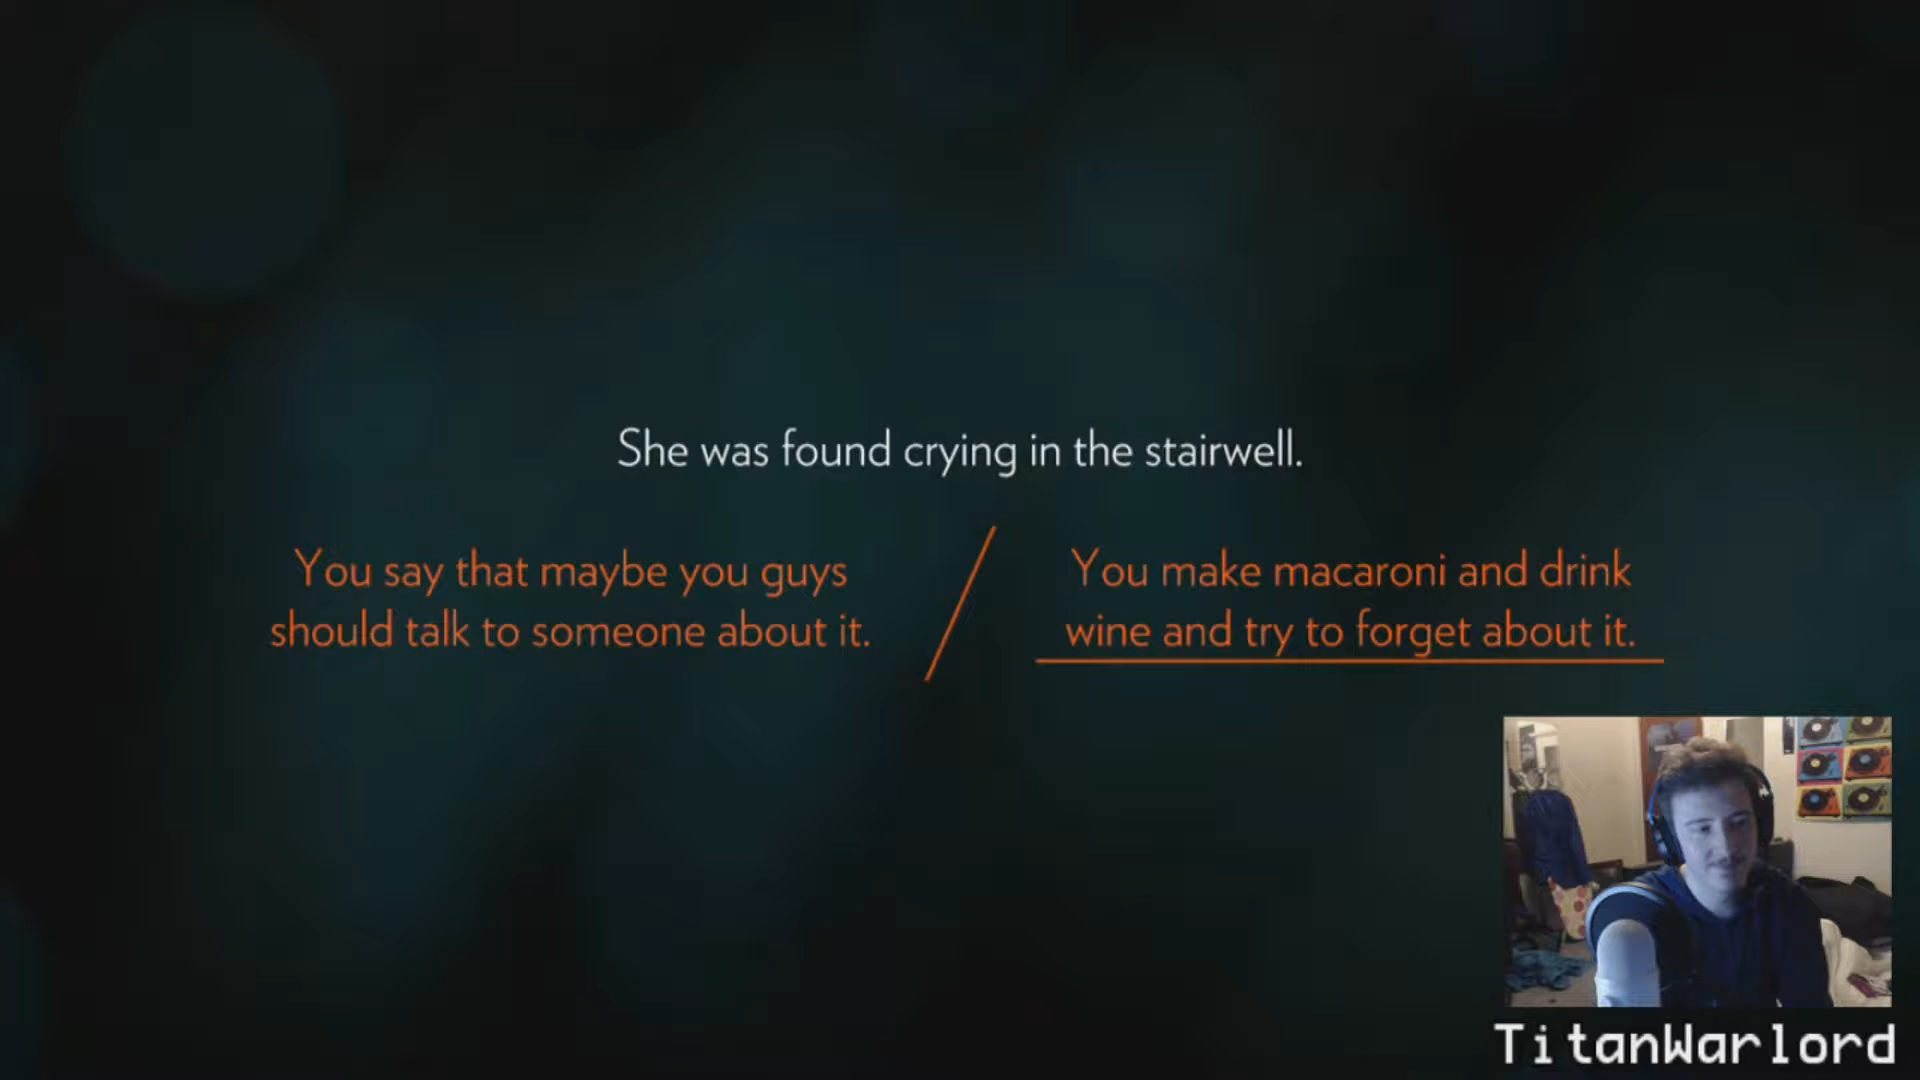 She was found crying in the stairwell.
You say that maybe you guys
should talk to someone about it.
You make macaroni and drink
wine and try to forget about it.
TitanWarlord